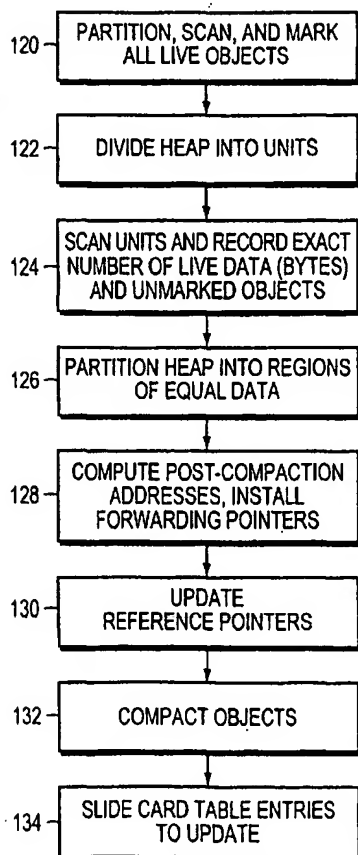 120
PARTITION, SCAN, AND MARK
ALL LIVE OBJECTS
122
DIVIDE HEAP INTO UNITS
124
SCAN UNITS AND RECORD EXACT
NUMBER OF LIVE DATA (BYTES)
AND UNMARKED OBJECTS
126
PARTITION HEAP INTO REGIONS
OF EQUAL DATA
128
COMPUTE POST-COMPACTION
ADDRESSES, INSTALL
FORWARDING POINTERS
130
UPDATE
REFERENCE POINTERS
132
COMPACT OBJECTS
134
SLIDE CARD TABLE ENTRIES
TO UPDATE